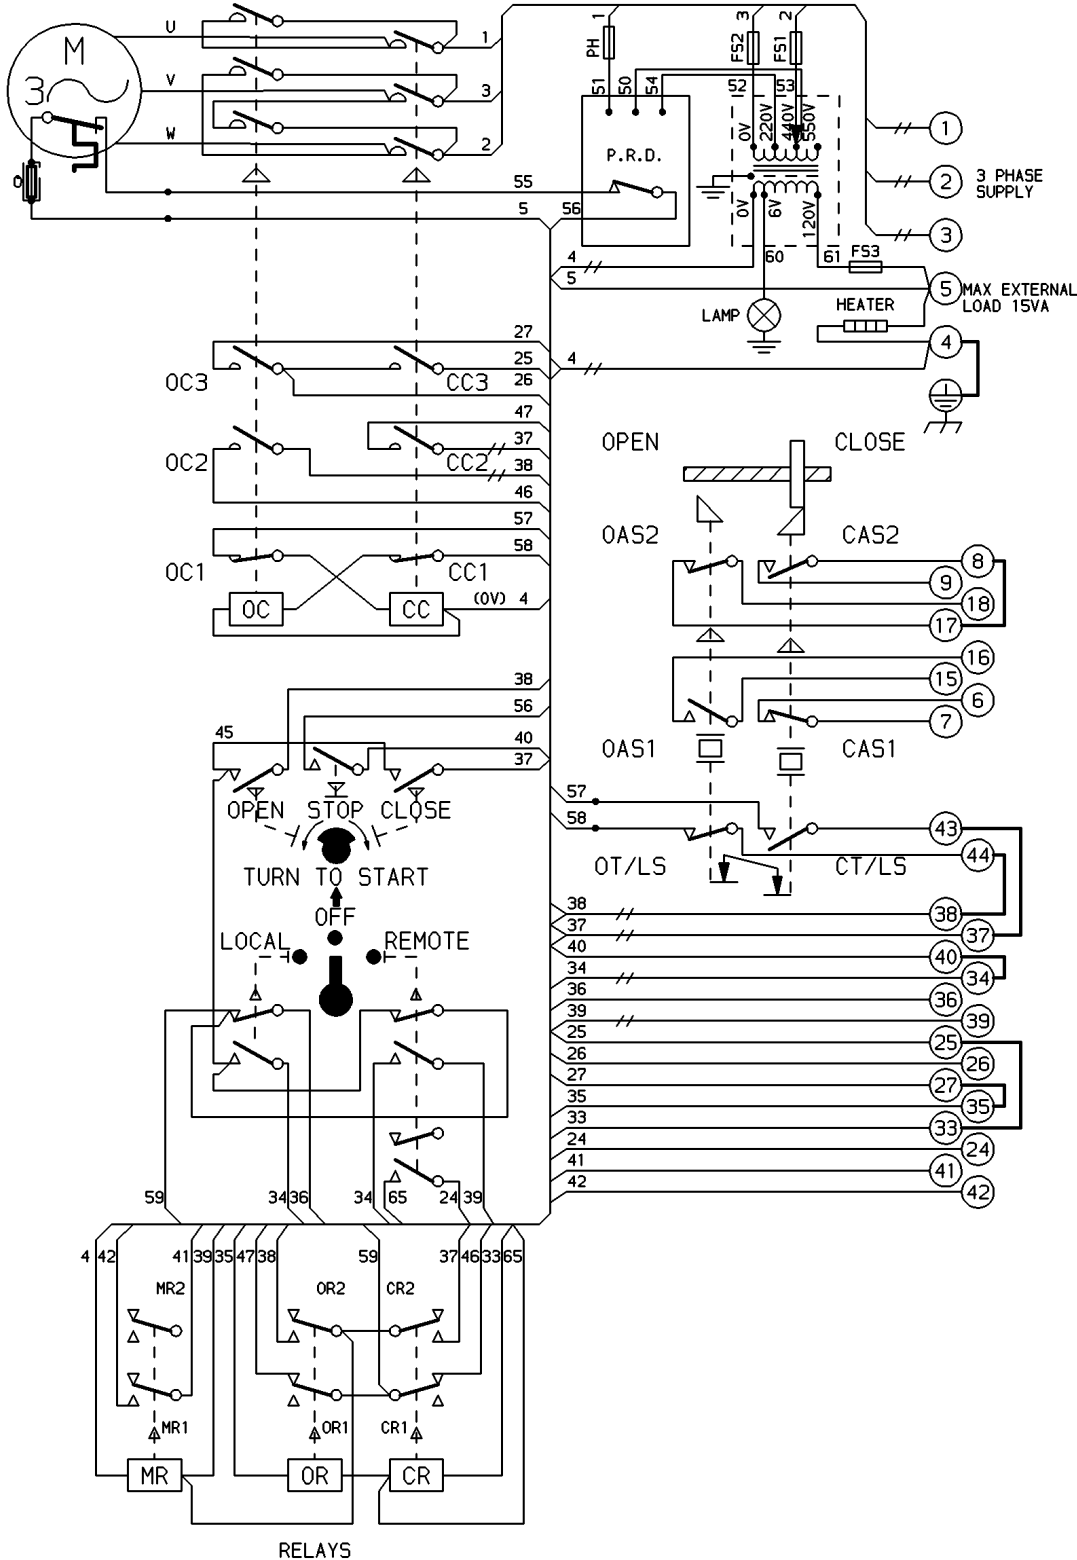 1 3 2
U 1
V 3
W 2
M
3
PH FS2 FS1
51 50 54 52 53
0V 220V 440V 550V
P.R.D.
0V 6V 120V
0
55
5 56
60 61 FS3
4
5
1
2
3
3 PHASE
SUPPLY
5
MAX EXTERNAL
LOAD 15VA
LAMP
HEATER
4
27
25
26
4
OC3 CC3
47
37
38
46
OC2 CC2
57
58
OC1 CC1
OC CC (0V) 4
OPEN CLOSE
OAS2 CAS2
8
9
18
17
16
15
6
7
OAS1 CAS1
38
56
45 40
37
OPEN STOP CLOSE
TURN TO START
OFF
LOCAL REMOTE
57
58
43
44
OT/LS CT/LS
38 38
37 37
40 40
34 34
36 36
39 39
25 25
26 26
27 27
35 35
33 33
24 24
41 41
42 42
59 34 36 34 65 24 39
4 42 41 39 35 47 38 59 37 46 33 65
MR2 OR2 CR2
MR1 OR1 CR1
MR OR CR
RELAYS